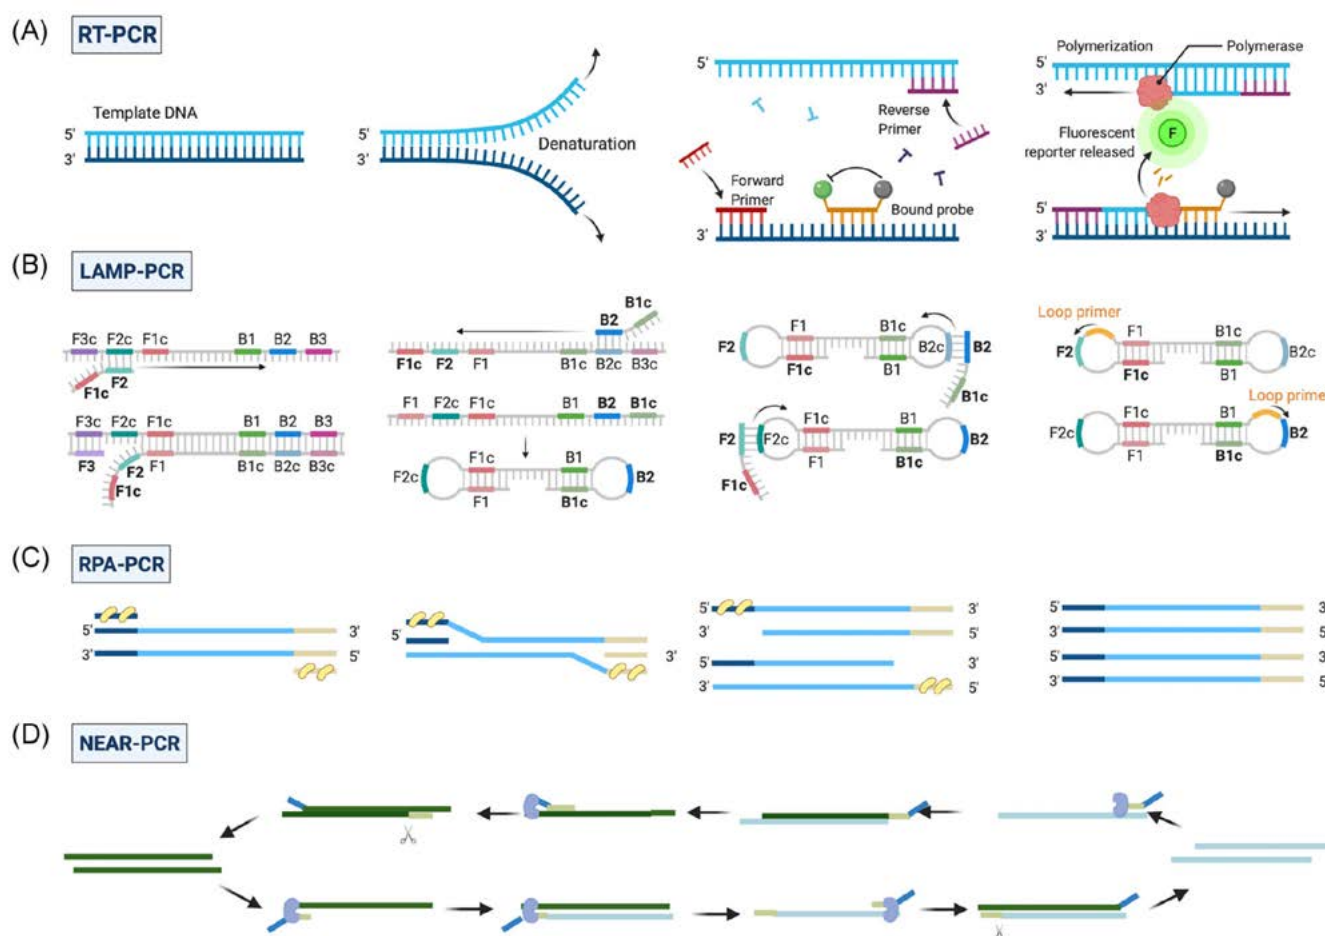 (A) RT-PCR
Template DNA
5'
3'
5'
3'
Denaturation
5'
Reverse
Primer
Forward
Primer
Bound probe
3'
Polymerization
Polymerase
5'
3'
F
Fluorescent
reporter released
5'
3'
(B) LAMP-PCR
F3c F2c F1c B1 B2 B3
F2
F1c
F3c F2c F1c B1 B2 B3
F3 F2 F1 B1c B2c B3c
F1c
B1c
B2
F1c F2 F1 B1c B2c B3c
F1 F2c F1c B1 B2 B1c
F1c B1
F2c B2
F1 B1c
F1 B1c
F2 B2c B2
F1c B1
B1c
F1c B1
F2 F2c B2
F1 B1c
F1c
Loop primer
F1 B1c
F2 B2c
F1c B1
Loop prime
F1c B1
F2c B2
F1 B1c
(C) RPA-PCR
5' 3'
3' 5'
5'
3'
5' 3'
3' 5'
3'
3' 5'
5' 3'
3' 5'
5' 3'
3' 5'
(D) NEAR-PCR